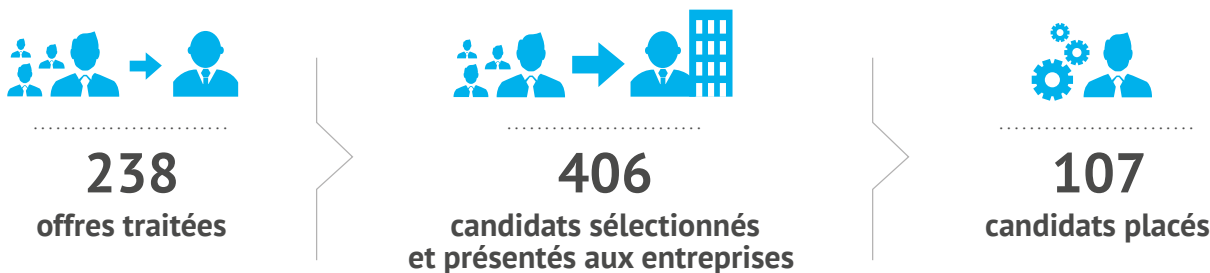 238
offres traitées
406
candidats sélectionnés
et présentés aux entreprises
107
candidats placés